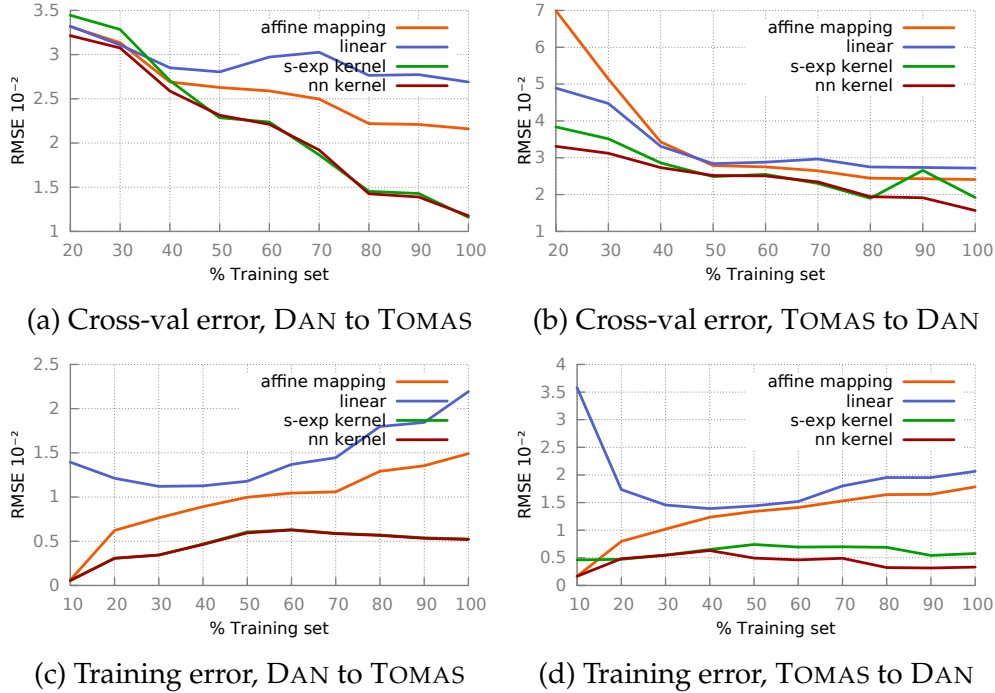 3.5
3
2.5
2
1.5
1
RMSE 10⁻²
affine mapping
linear
s-exp kernel
nn kernel
20 30 40 50 60 70 80 90 100
% Training set
(a) Cross-val error, DAN to TOMAS
7
6
5
4
3
2
1
RMSE 10⁻²
affine mapping
linear
s-exp kernel
nn kernel
20 30 40 50 60 70 80 90 100
% Training set
(b) Cross-val error, TOMAS to DAN
2.5
2
1.5
1
0.5
0
RMSE 10⁻²
affine mapping
linear
s-exp kernel
nn kernel
10 20 30 40 50 60 70 80 90 100
% Training set
(c) Training error, DAN to TOMAS
4
3.5
3
2.5
2
1.5
1
0.5
0
RMSE 10⁻²
affine mapping
linear
s-exp kernel
nn kernel
10 20 30 40 50 60 70 80 90 100
% Training set
(d) Training error, TOMAS to DAN